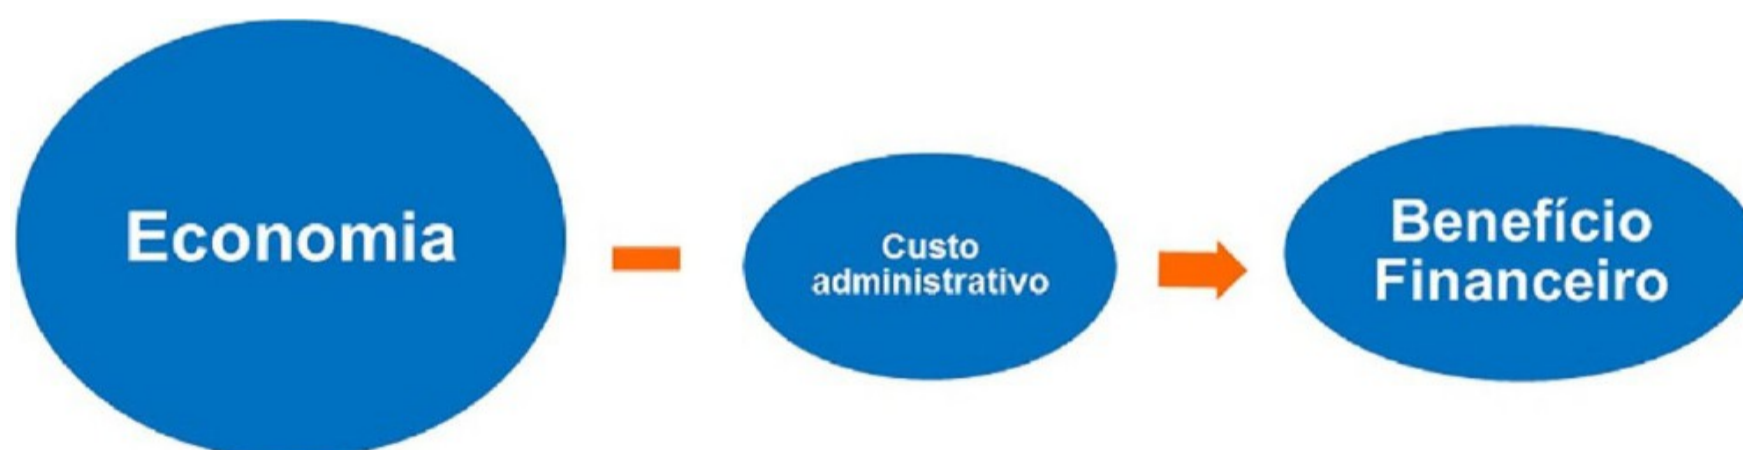 Economia
Custo
administrativo
Benefício
Financeiro